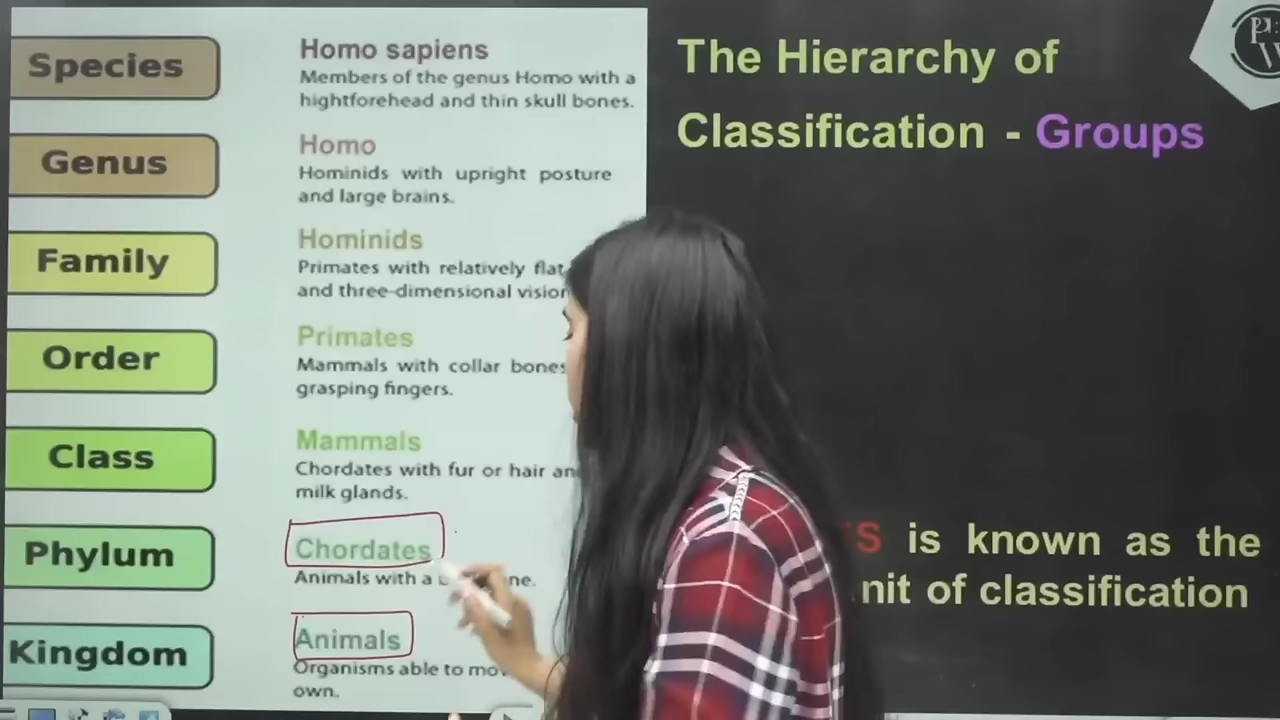 Species
Homo sapiens
Members of the genus Homo with a
hightforehead and thin skull bones.
Genus
Homo
Hominids with upright posture
and large brains.
Family
Hominids
Primates with relatively flat
and three-dimensional vision
Order
Primates
Mammals with collar bones
grasping fingers.
Class
Mammals
Chordates with fur or hair and
milk glands.
Phylum
Chordates
Animals with a
Kingdom
Animals
Organisms able to
own.
The Hierarchy of
Classification - Groups
is known as the
of classification